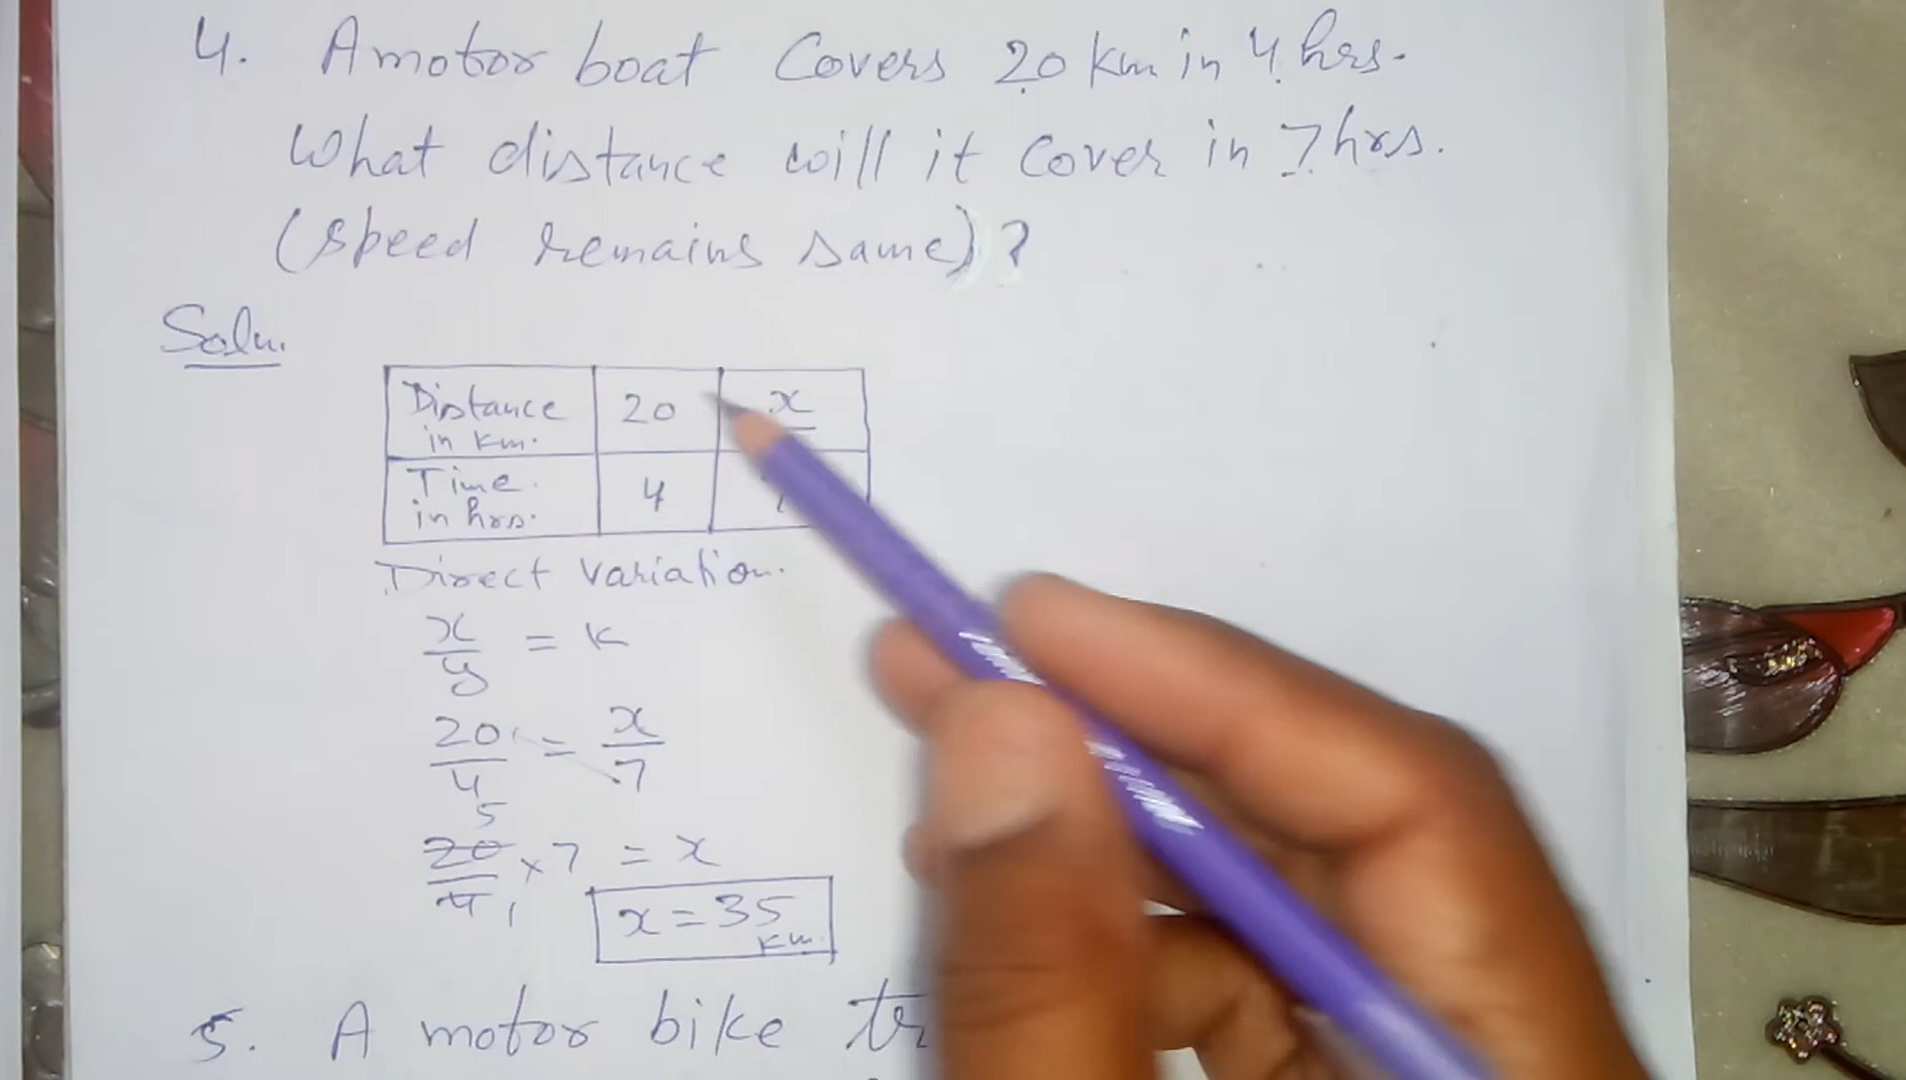 4. A motor boat Covers 20 km in 4 hrs.
What distance will it cover in 7 hrs.
(speed remains same)?
Soln.
Distance in km. 20 x
Time in hrs. 4
Direct variation.
x/y = k
20/4 = x/7
5
20/4 1 × 7 = x
x = 35 km.
5. A motor bike